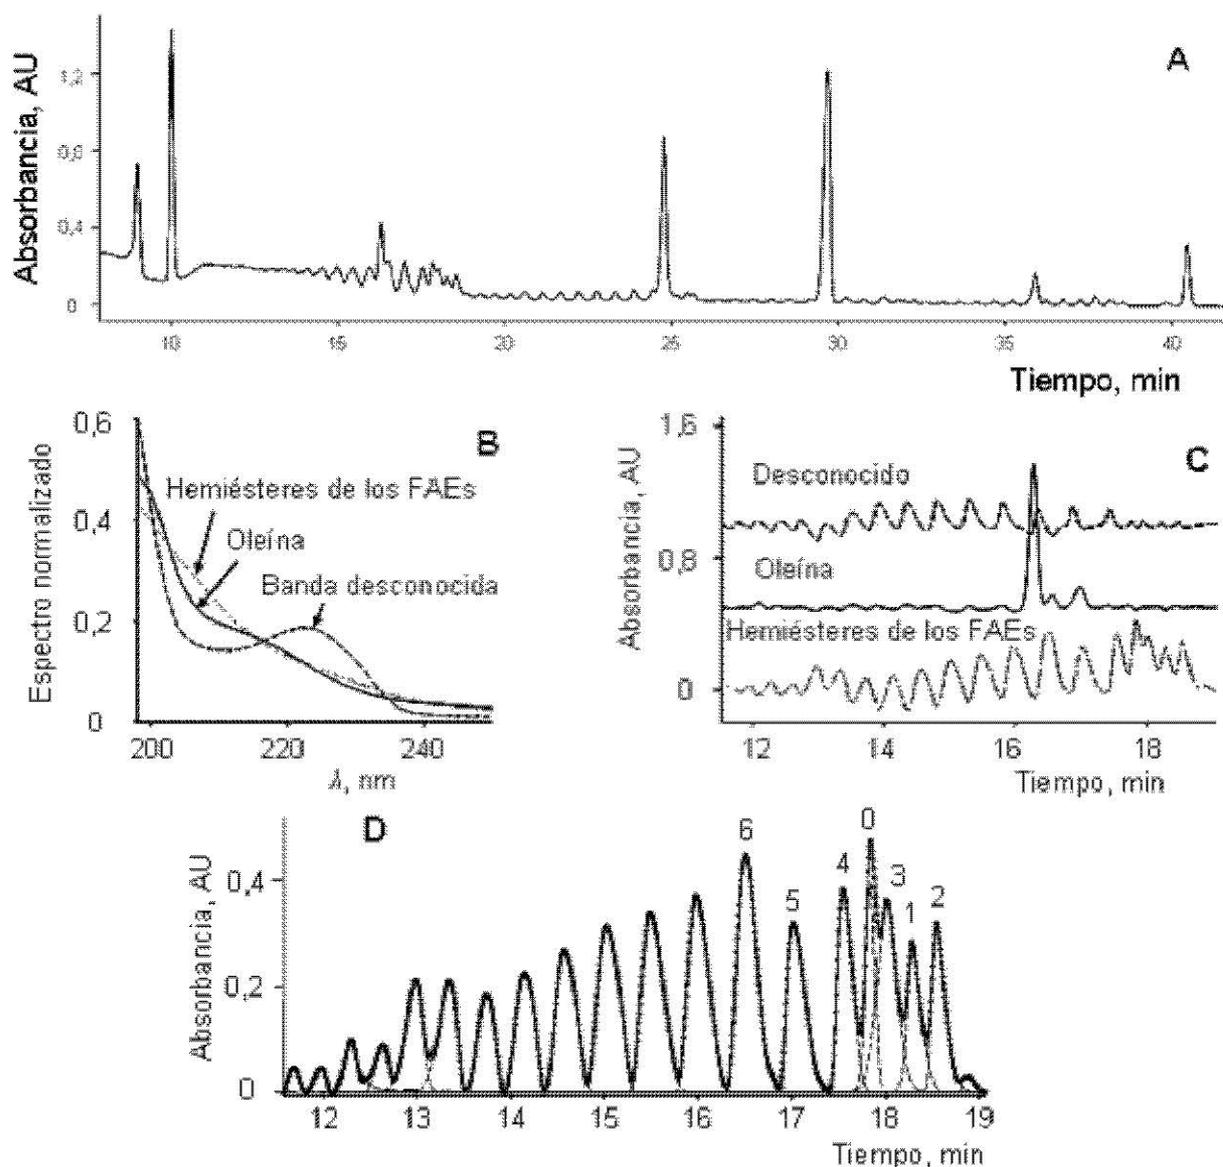 A
Absorbancia, AU
1,2
0,8
0,4
0
10 15 20 25 30 35 40
Tiempo, min
B
Espectro normalizado
0,6
0,4
0,2
0
Hemiésteres de los FAEs
Oleína
Banda desconocida
200 220 240
λ, nm
C
Absorbancia, AU
1,6
0,8
0
Desconocido
Oleína
Hemiésteres de los FAEs
12 14 16 18
Tiempo, min
D
Absorbancia, AU
0,4
0,2
0
6 5 4 0 3 1 2
12 13 14 15 16 17 18 19
Tiempo, min